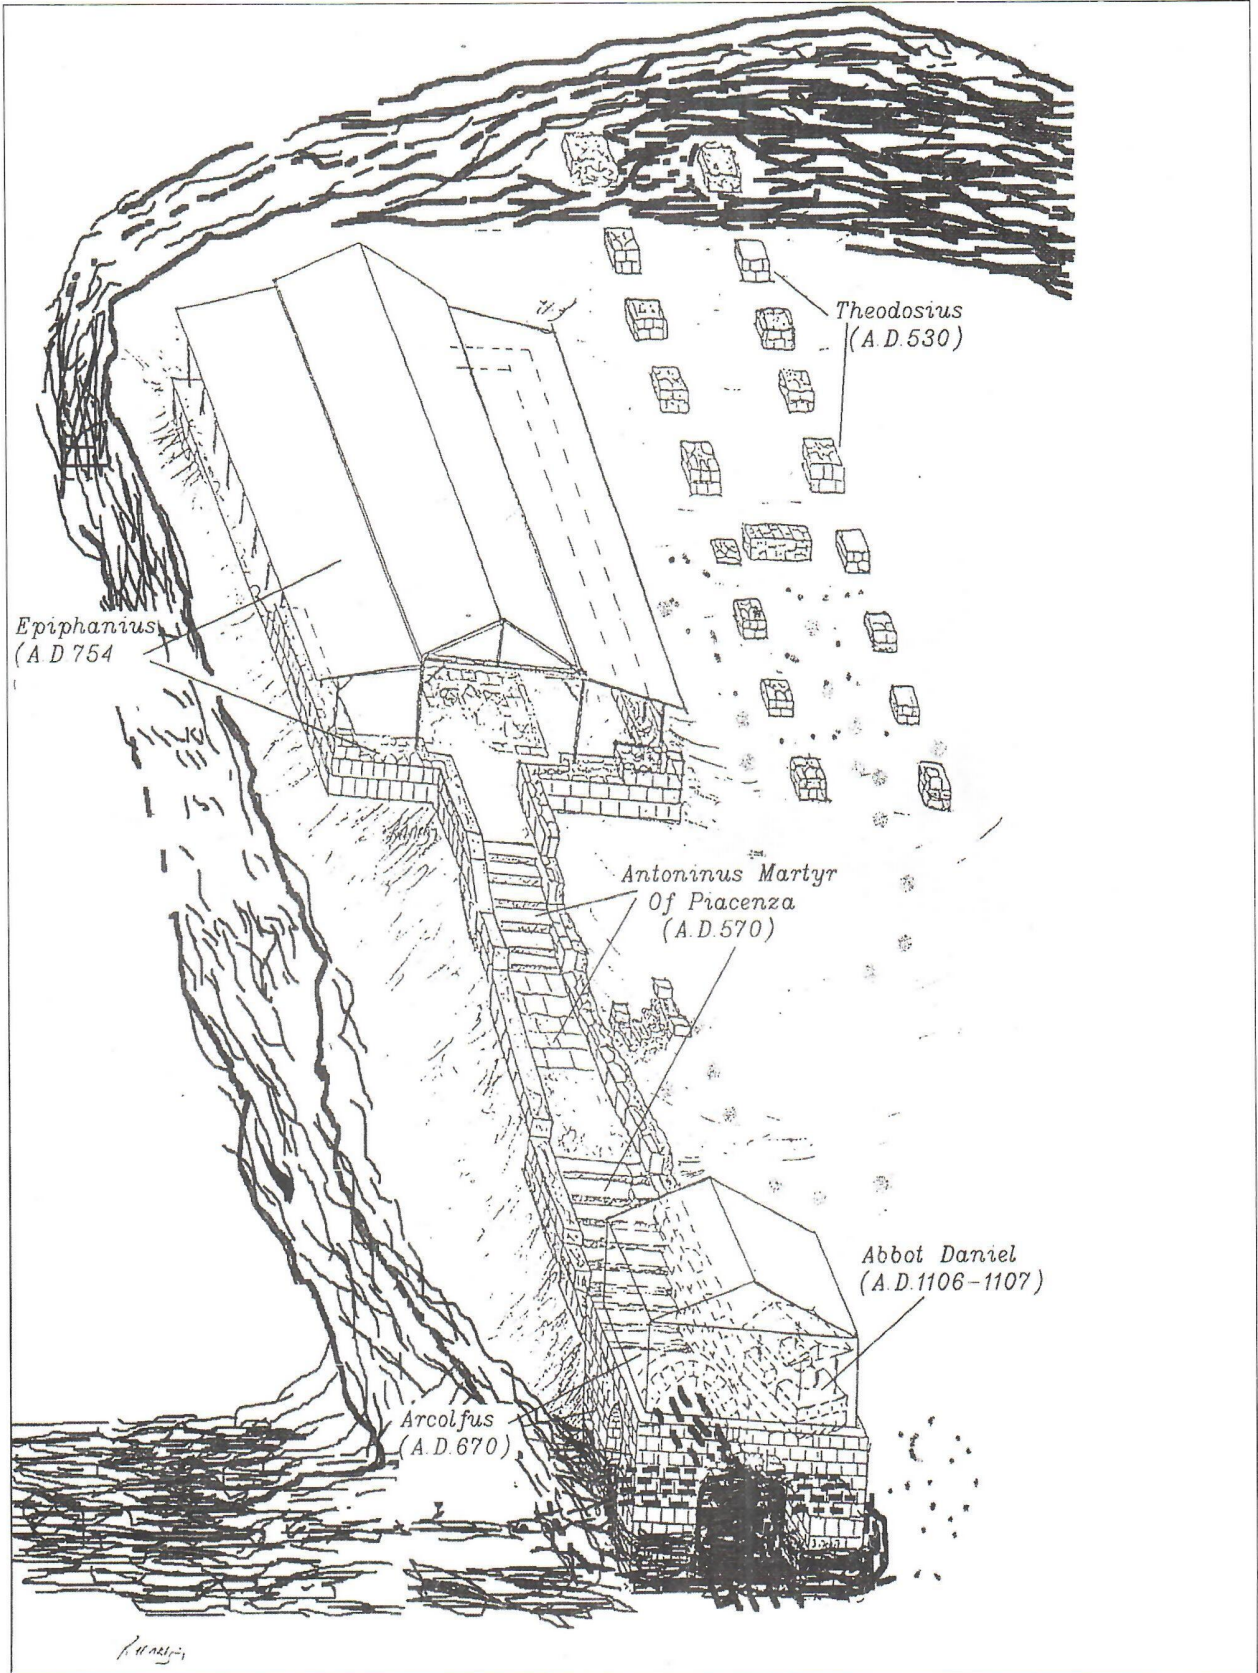 Theodosius
(A.D.530)
Epiphanius
(A.D 754
Antoninus Martyr
Of Piacenza
(A.D.570)
Abbot Daniel
(A.D.1106-1107)
Arcolfus
(A.D.670)